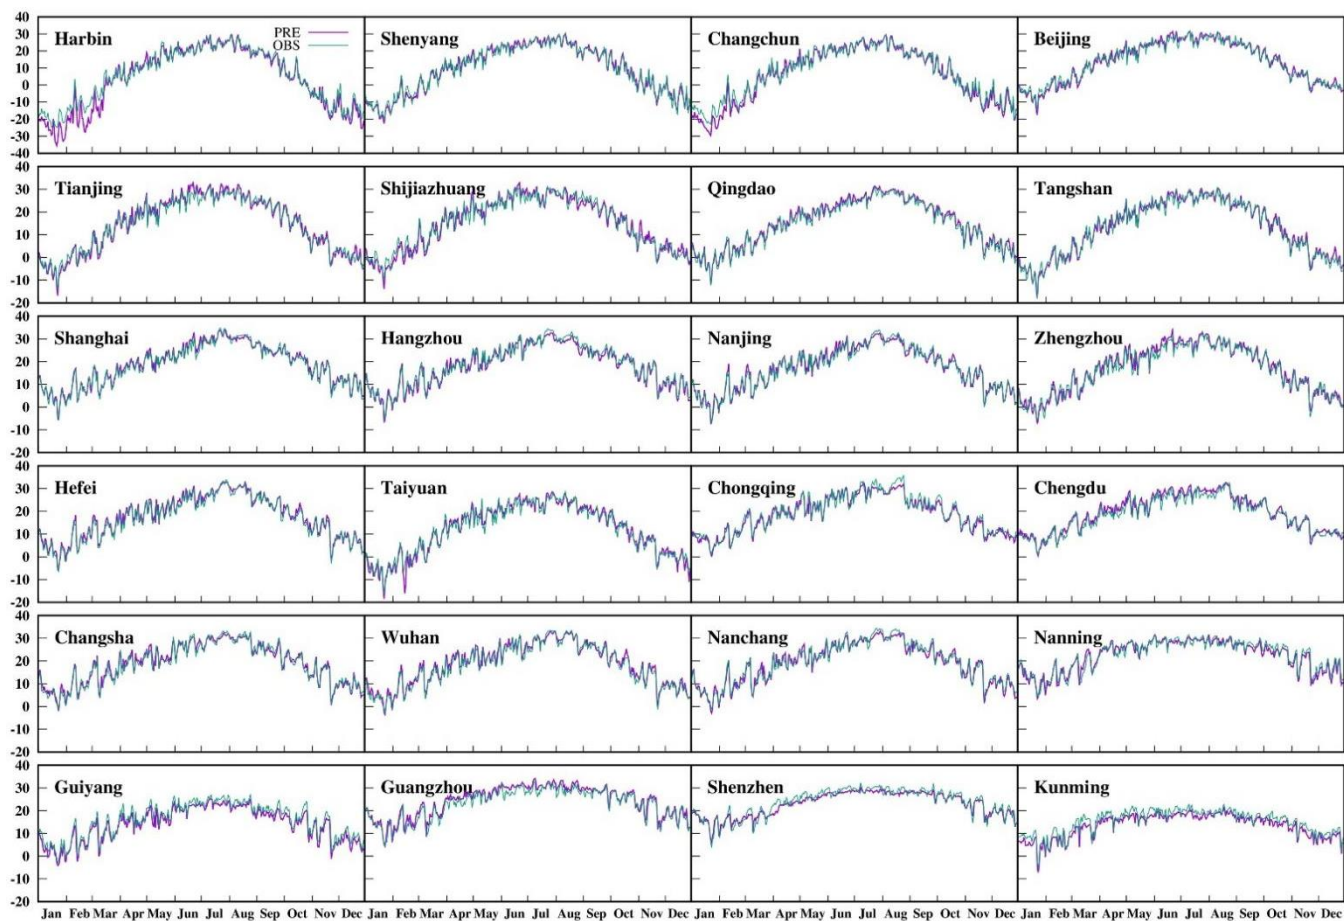 40
30
20
10
0
-10
-20
-30
-40
Harbin
PRE
OBS
Shenyang
Changchun
Beijing
40
30
20
10
0
-10
-20
Tianjing
Shijiazhuang
Qingdao
Tangshan
40
30
20
10
0
-10
-20
Shanghai
Hangzhou
Nanjing
Zhengzhou
40
30
20
10
0
-10
-20
Hefei
Taiyuan
Chongqing
Chengdu
40
30
20
10
0
-10
-20
Changsha
Wuhan
Nanchang
Nanning
40
30
20
10
0
-10
-20
Guiyang
Guangzhou
Shenzhen
Kunming
Jan Feb Mar Apr May Jun Jul Aug Sep Oct Nov Dec Jan Feb Mar Apr May Jun Jul Aug Sep Oct Nov Dec Jan Feb Mar Apr May Jun Jul Aug Sep Oct Nov Dec Jan Feb Mar Apr May Jun Jul Aug Sep Oct Nov Dec